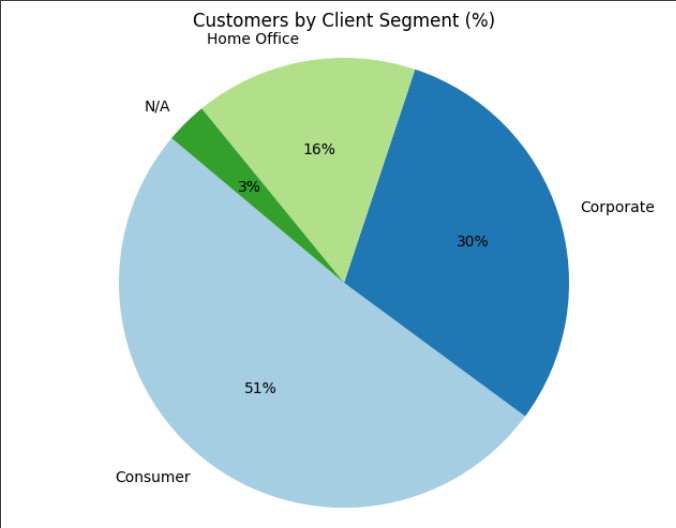 Customers by Client Segment (%)
Home Office
N/A
16%
3%
Corporate
30%
51%
Consumer